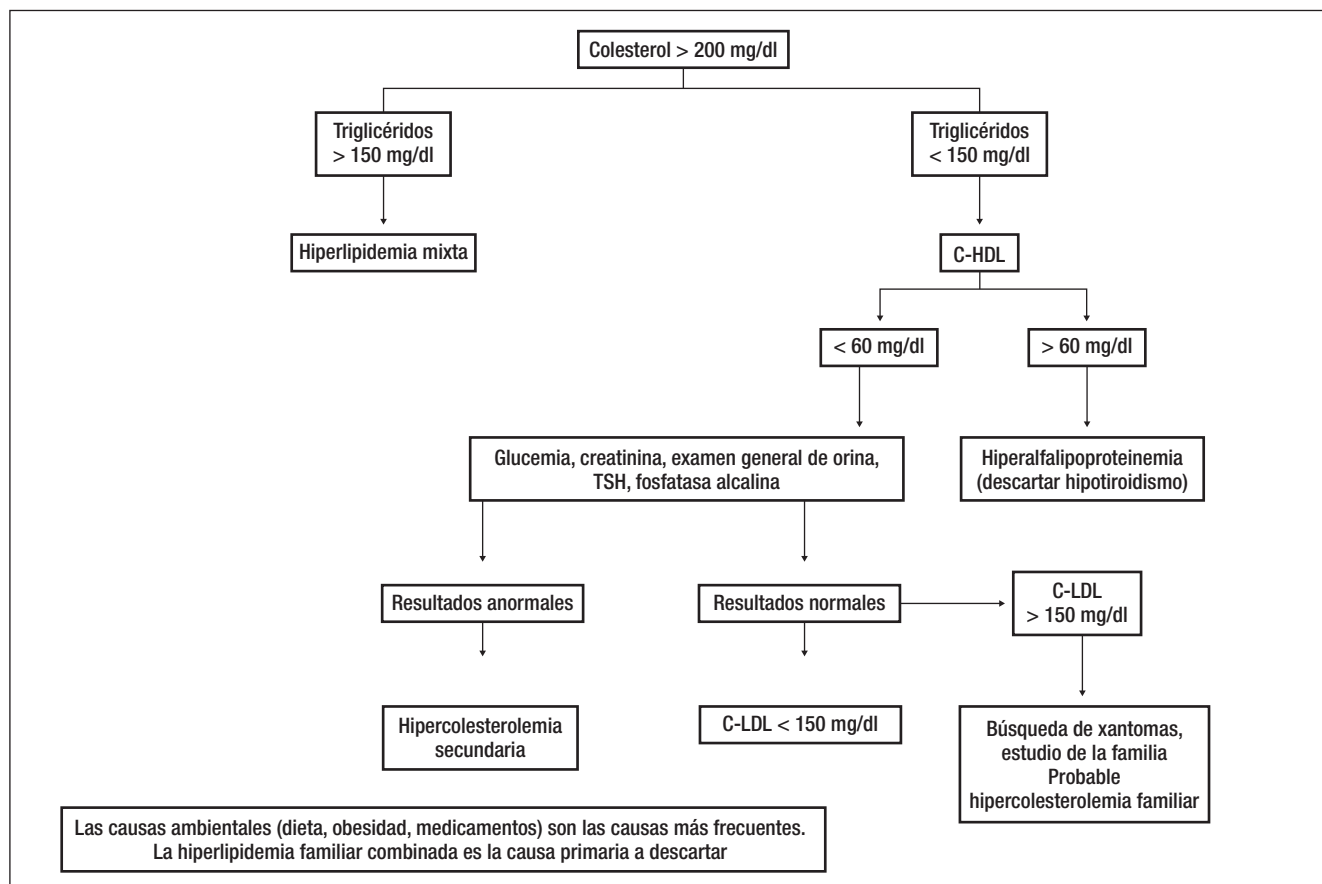 Colesterol > 200 mg/dl
Triglicéridos
> 150 mg/dl
Triglicéridos
< 150 mg/dl
Hiperlipidemia mixta
C-HDL
< 60 mg/dl
> 60 mg/dl
Glucemia, creatinina, examen general de orina,
TSH, fosfatasa alcalina
Hiperalfalipoproteinemia
(descartar hipotiroidismo)
Resultados anormales
Resultados normales
C-LDL
> 150 mg/dl
Hipercolesterolemia
secundaria
C-LDL < 150 mg/dl
Búsqueda de xantomas,
estudio de la familia
Probable
hipercolesterolemia familiar
Las causas ambientales (dieta, obesidad, medicamentos) son las causas más frecuentes.
La hiperlipidemia familiar combinada es la causa primaria a descartar